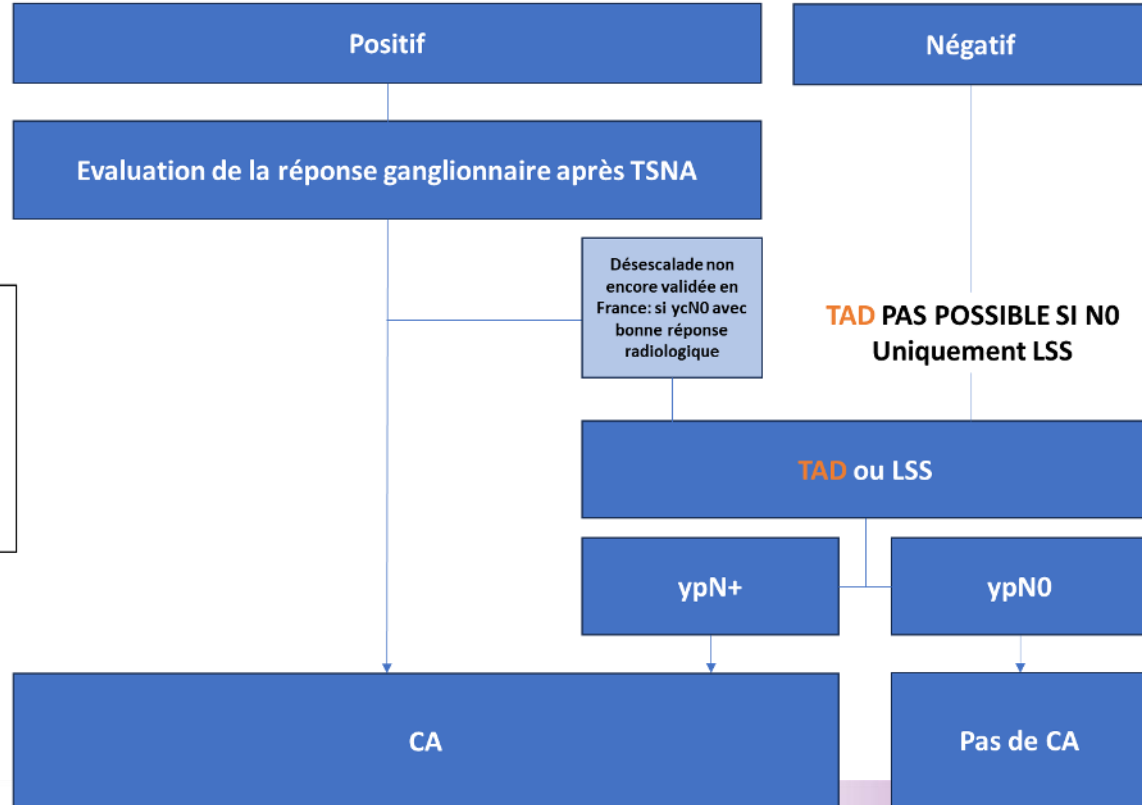 Positif
Négatif
Evaluation de la réponse ganglionnaire après TSNA
Désescalade non
encore validée en
France: si ycN0 avec
bonne réponse
radiologique
TAD PAS POSSIBLE SI N0
Uniquement LSS
TAD ou LSS
ypN+
ypN0
CA
Pas de CA